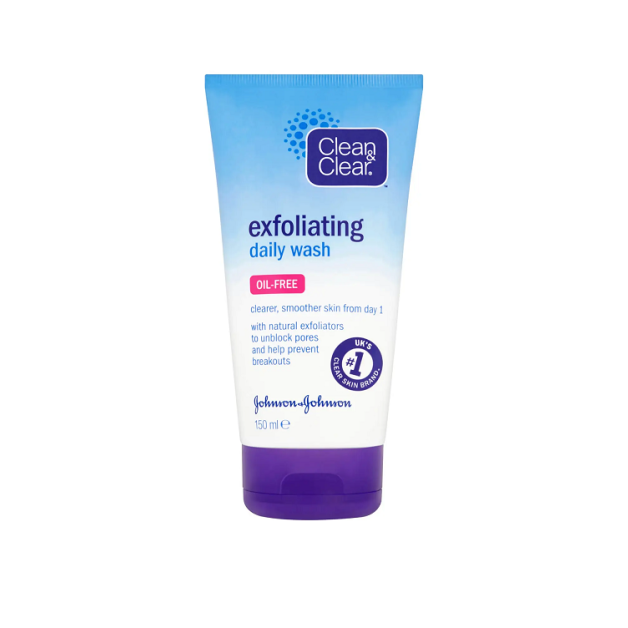 Clean
&
Clear®
™
exfoliating
daily wash
OIL-FREE
clearer, smoother skin from day 1
with natural exfoliators
to unblock pores
and help prevent
breakouts
UK'S
#1
CLEAR SKIN BRAND.
Johnson & Johnson
150 ml ℮